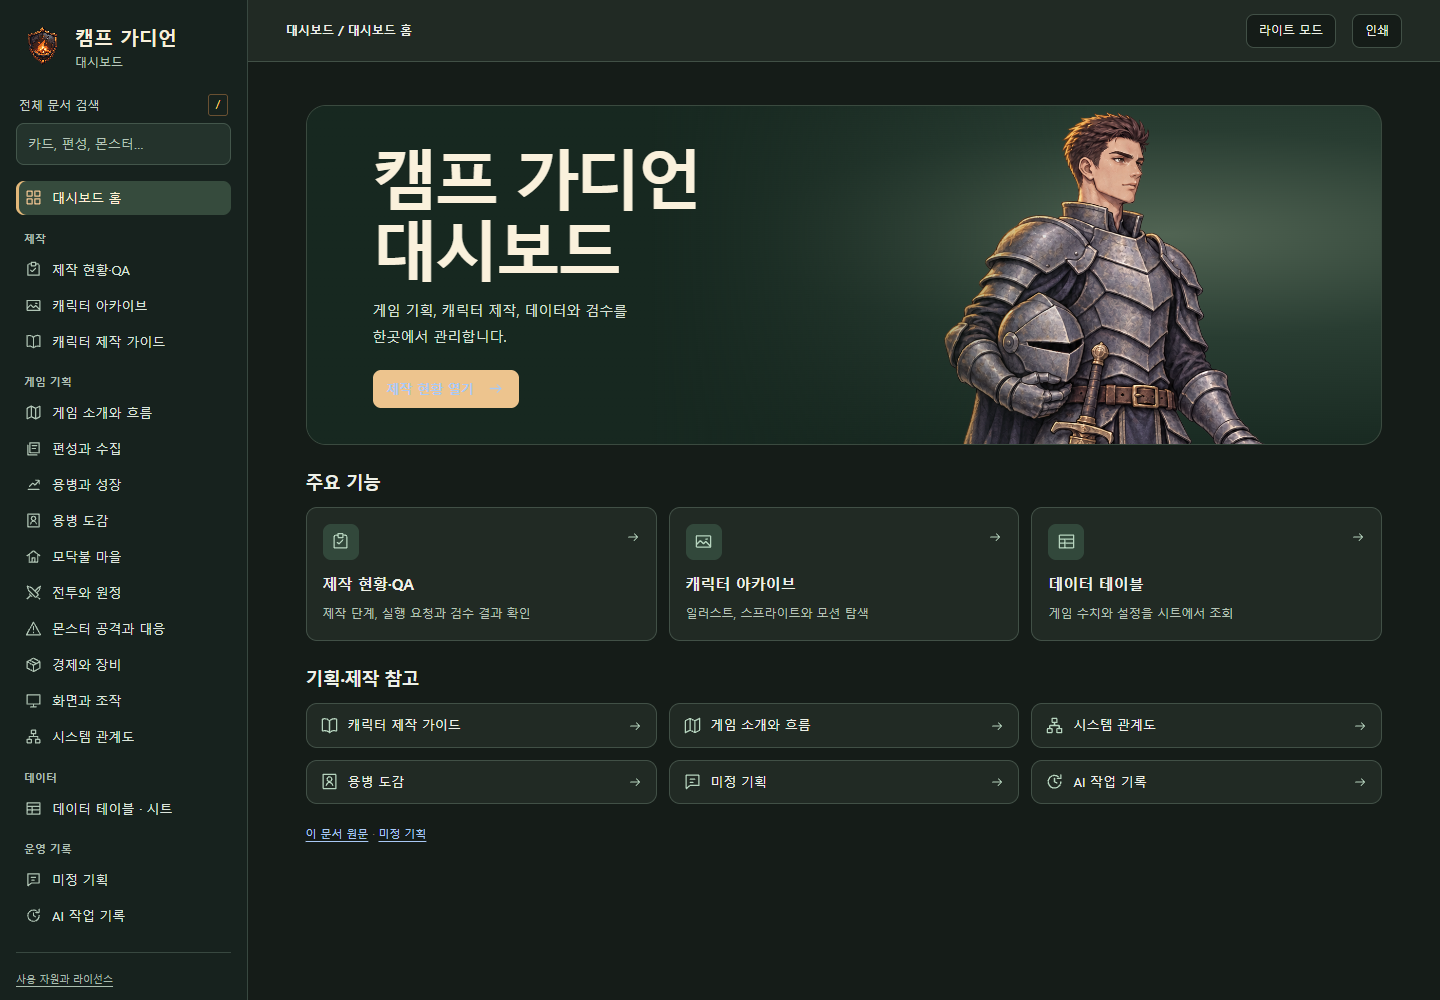 캠프 가디언
대시보드
전체 문서 검색 /
카드, 편성, 몬스터...
대시보드 홈
제작
제작 현황·QA
캐릭터 아카이브
캐릭터 제작 가이드
게임 기획
게임 소개와 흐름
편성과 수집
용병과 성장
용병 도감
모닥불 마을
전투와 원정
몬스터 공격과 대응
경제와 장비
화면과 조작
시스템 관계도
데이터
데이터 테이블 · 시트
운영 기록
미정 기획
AI 작업 기록
사용 자원과 라이선스
대시보드 / 대시보드 홈
라이트 모드
인쇄
캠프 가디언
대시보드
게임 기획, 캐릭터 제작, 데이터와 검수를
한곳에서 관리합니다.
제작 현황 열기 →
주요 기능
→
제작 현황·QA
제작 단계, 실행 요청과 검수 결과 확인
→
캐릭터 아카이브
일러스트, 스프라이트와 모션 탐색
→
데이터 테이블
게임 수치와 설정을 시트에서 조회
기획·제작 참고
캐릭터 제작 가이드 →
게임 소개와 흐름 →
시스템 관계도 →
용병 도감 →
미정 기획 →
AI 작업 기록 →
이 문서 원문 · 미정 기획